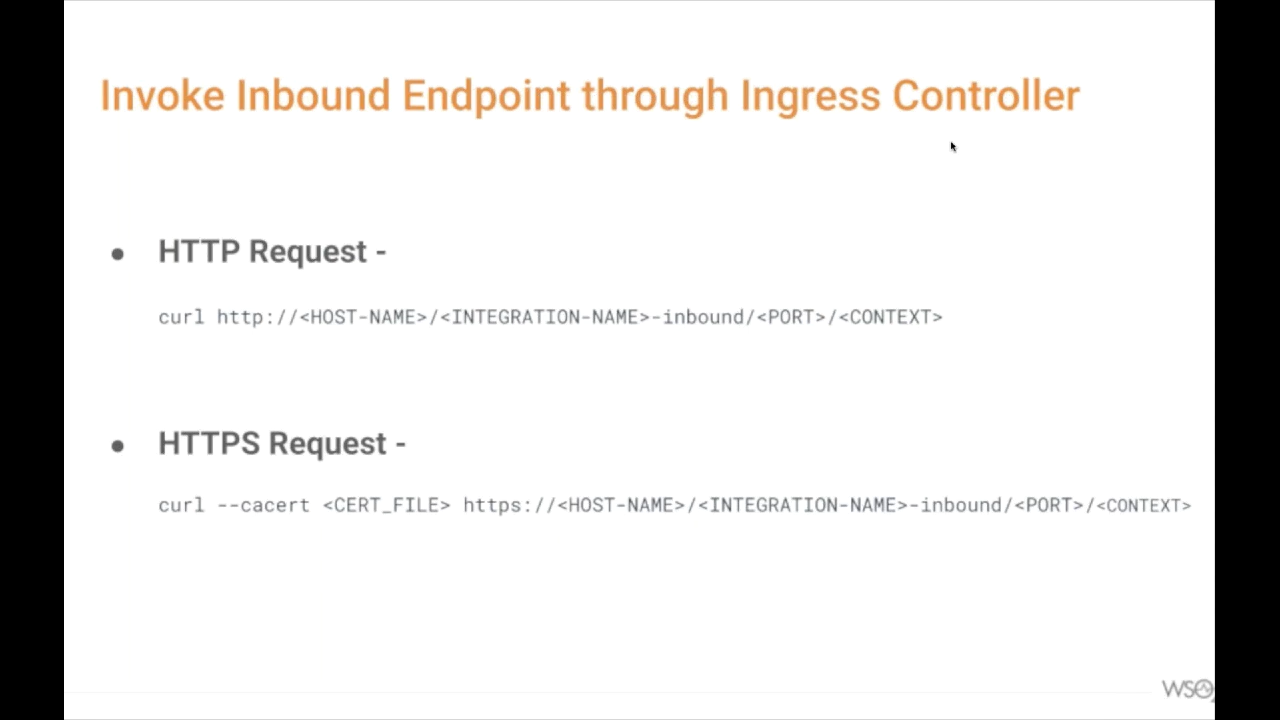 Invoke Inbound Endpoint through Ingress Controller
● HTTP Request -
curl http://<HOST-NAME>/<INTEGRATION-NAME>-inbound/<PORT>/<CONTEXT>
● HTTPS Request -
curl --cacert <CERT_FILE> https://<HOST-NAME>/<INTEGRATION-NAME>-inbound/<PORT>/<CONTEXT>
WSO2